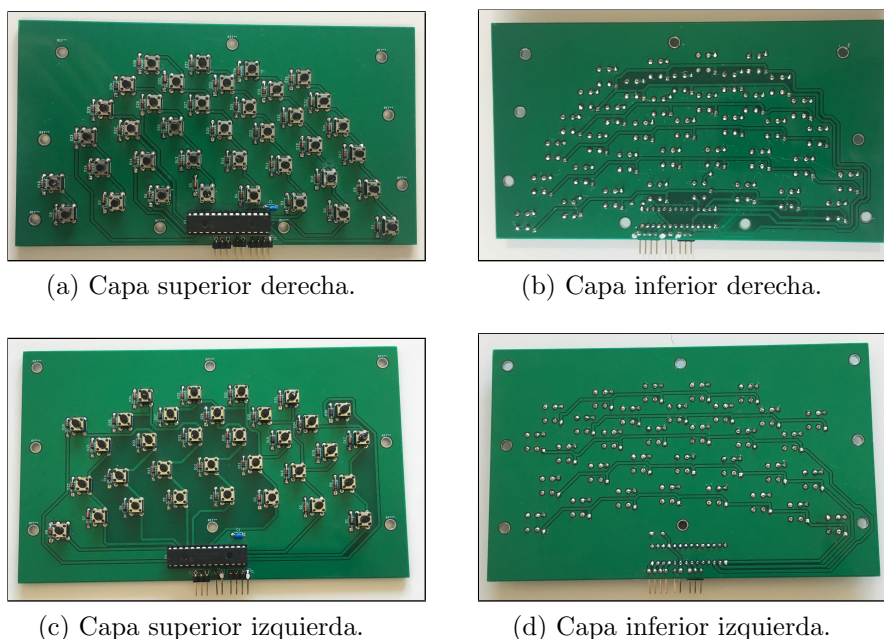 (a) Capa superior derecha.
(b) Capa inferior derecha.
(c) Capa superior izquierda.
(d) Capa inferior izquierda.